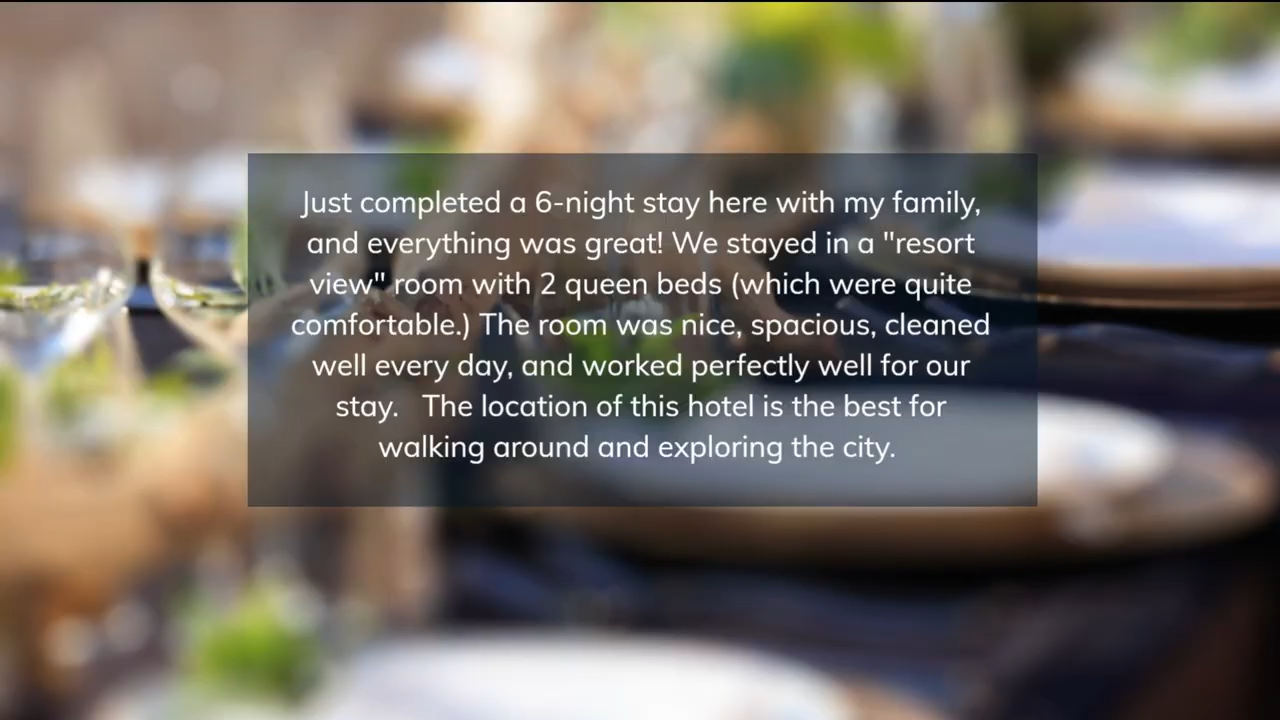 Just completed a 6-night stay here with my family,
and everything was great! We stayed in a "resort
view" room with 2 queen beds (which were quite
comfortable.) The room was nice, spacious, cleaned
well every day, and worked perfectly well for our
stay.   The location of this hotel is the best for
walking around and exploring the city.